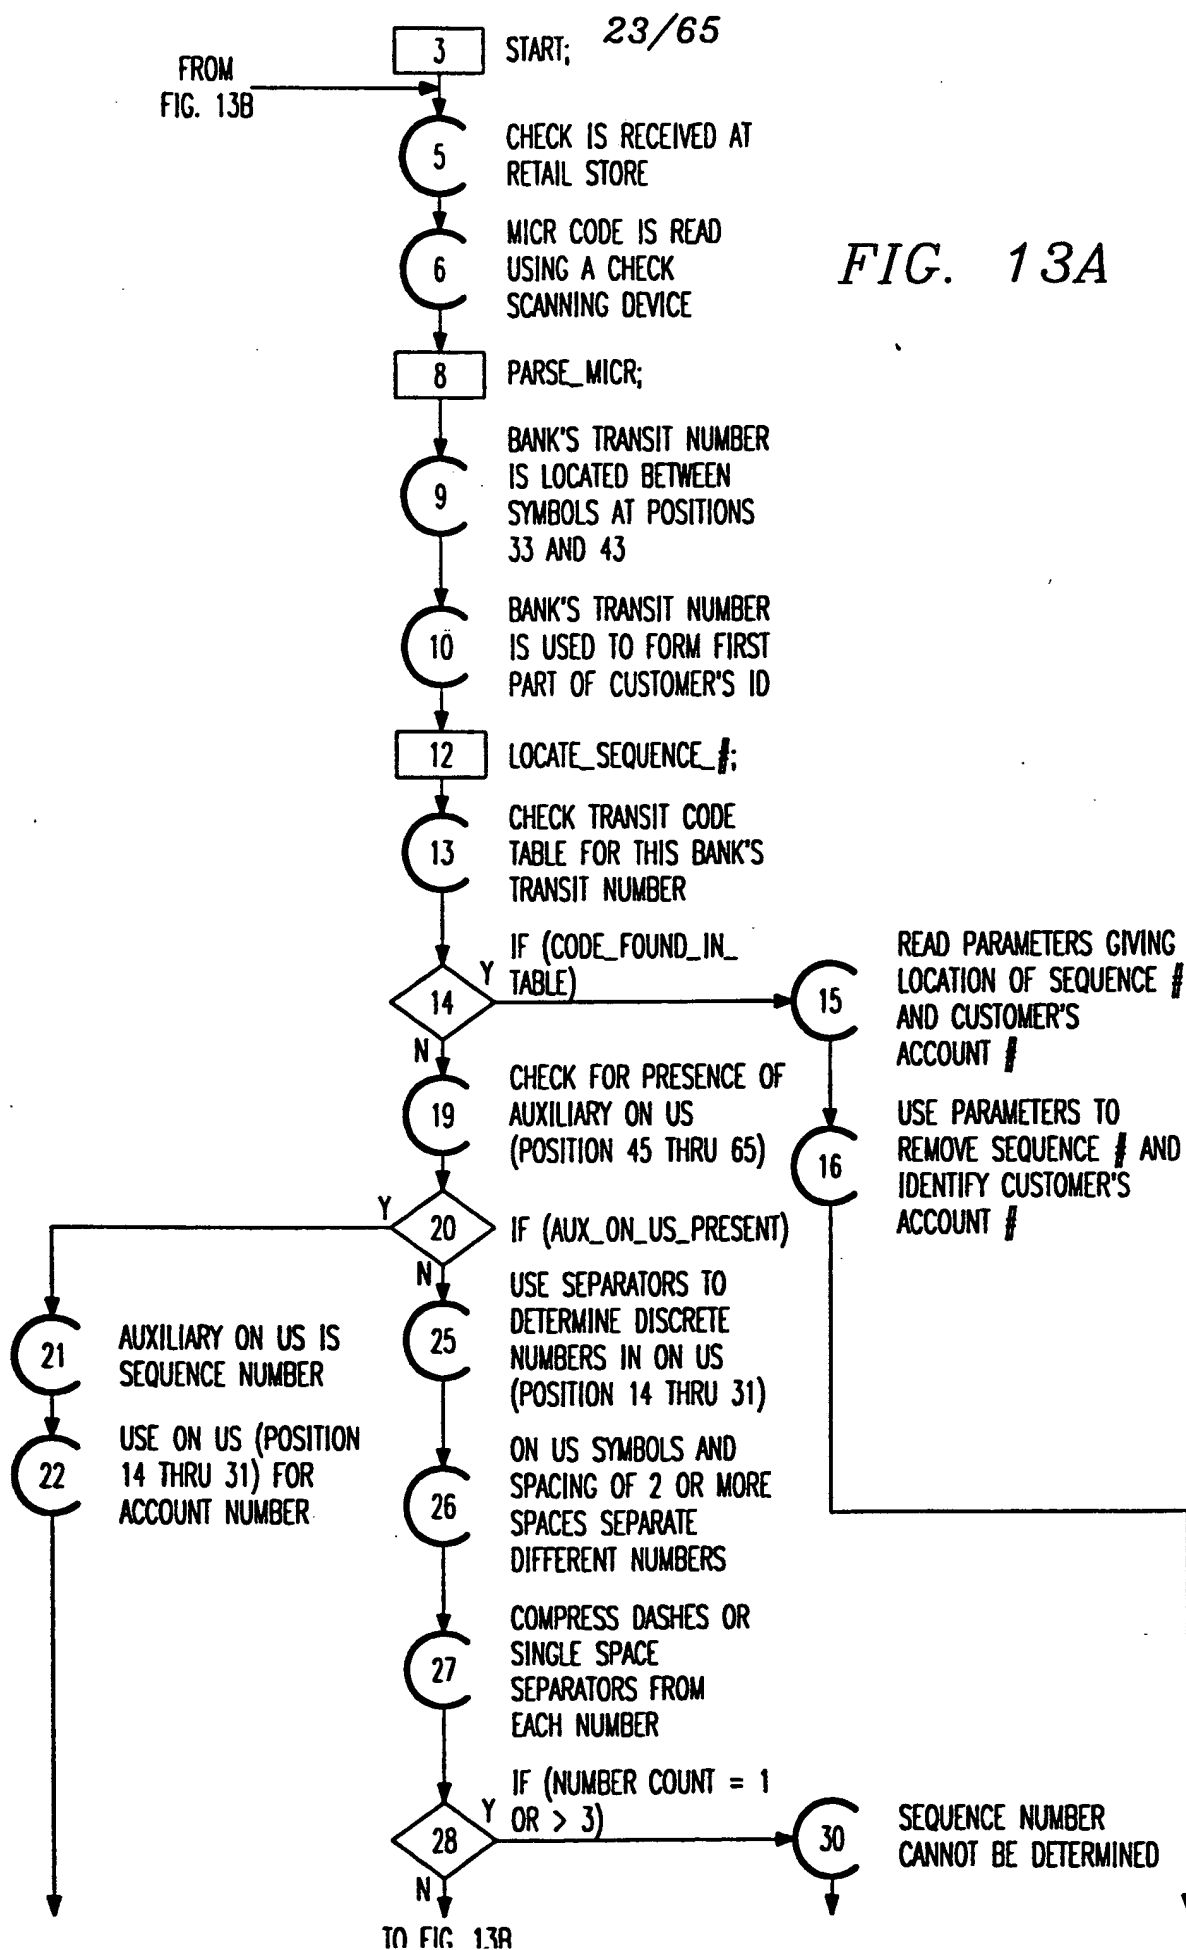 23/65
3 START;
FROM
FIG. 13B
5
CHECK IS RECEIVED AT
RETAIL STORE
6
MICR CODE IS READ
USING A CHECK
SCANNING DEVICE
FIG. 13A
8 PARSE_MICR;
9
BANK'S TRANSIT NUMBER
IS LOCATED BETWEEN
SYMBOLS AT POSITIONS
33 AND 43
10
BANK'S TRANSIT NUMBER
IS USED TO FORM FIRST
PART OF CUSTOMER'S ID
12 LOCATE_SEQUENCE_#;
13
CHECK TRANSIT CODE
TABLE FOR THIS BANK'S
TRANSIT NUMBER
14
IF (CODE_FOUND_IN_
TABLE)
Y
N
15
READ PARAMETERS GIVING
LOCATION OF SEQUENCE #
AND CUSTOMER'S
ACCOUNT #
16
USE PARAMETERS TO
REMOVE SEQUENCE # AND
IDENTIFY CUSTOMER'S
ACCOUNT #
19
CHECK FOR PRESENCE OF
AUXILIARY ON US
(POSITION 45 THRU 65)
Y
20 IF (AUX_ON_US_PRESENT)
N
21
AUXILIARY ON US IS
SEQUENCE NUMBER
22
USE ON US (POSITION
14 THRU 31) FOR
ACCOUNT NUMBER
25
USE SEPARATORS TO
DETERMINE DISCRETE
NUMBERS IN ON US
(POSITION 14 THRU 31)
26
ON US SYMBOLS AND
SPACING OF 2 OR MORE
SPACES SEPARATE
DIFFERENT NUMBERS
27
COMPRESS DASHES OR
SINGLE SPACE
SEPARATORS FROM
EACH NUMBER
28
IF (NUMBER COUNT = 1
OR > 3)
Y
N
30
SEQUENCE NUMBER
CANNOT BE DETERMINED
TO FIG. 13B